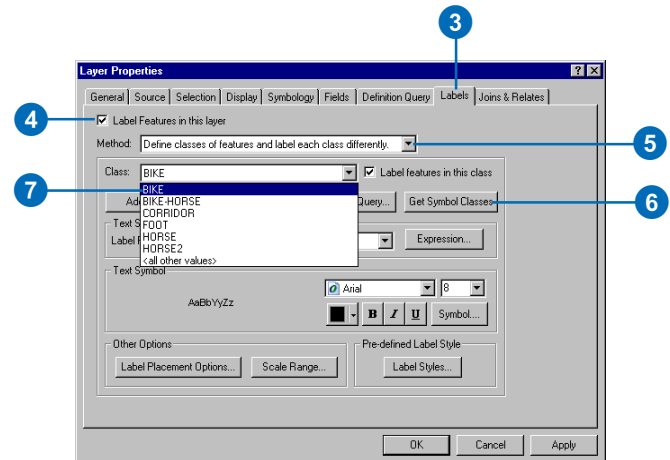 3
Layer Properties
General Source Selection Display Symbology Fields Definition Query Labels Joins & Relates
4
Label Features in this layer
Method: Define classes of features and label each class differently.
5
Class: BIKE
Label features in this class
7
BIKE
Ad
Query...
Get Symbol Classes
6
BIKE-HORSE
CORRIDOR
Text S
FOOT
Label F
HORSE
Expression...
HORSE2
<all other values>
Text Symbol
AaBbYyZz
Arial
8
B I U Symbol....
Other Options
Pre-defined Label Style
Label Placement Options...
Scale Range...
Label Styles...
OK Cancel Apply